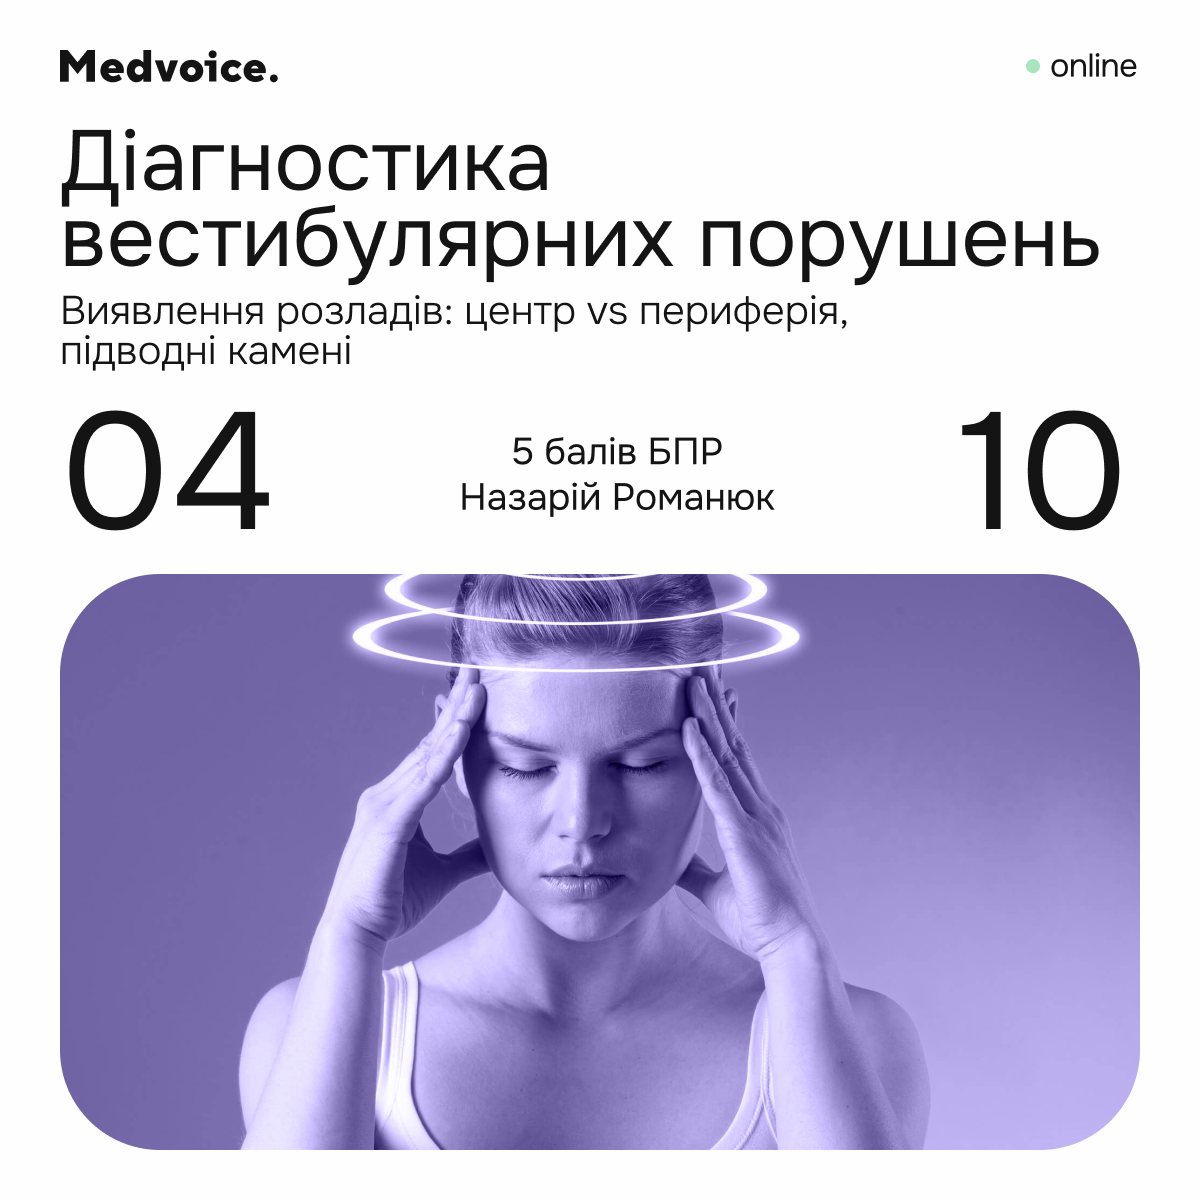 Medvoice.
online
Діагностика
вестибулярних порушень
Виявлення розладів: центр vs периферія,
підводні камені
04
5 балів БПР
Назарій Романюк
10